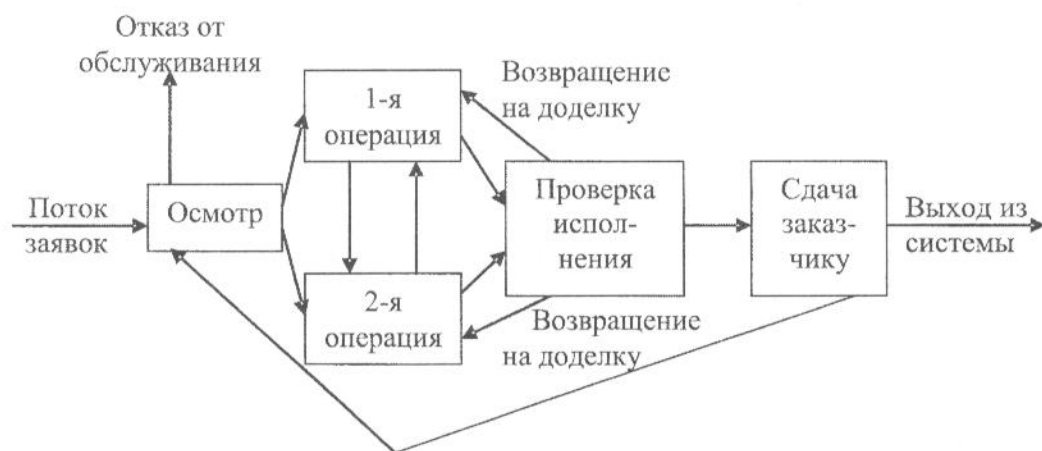 Отказ от
обслуживания
1-я
операция
Возвращение
на доделку
Поток
заявок
Осмотр
Проверка
испол-
нения
Сдача
заказ-
чику
Выход из
системы
2-я
операция
Возвращение
на доделку